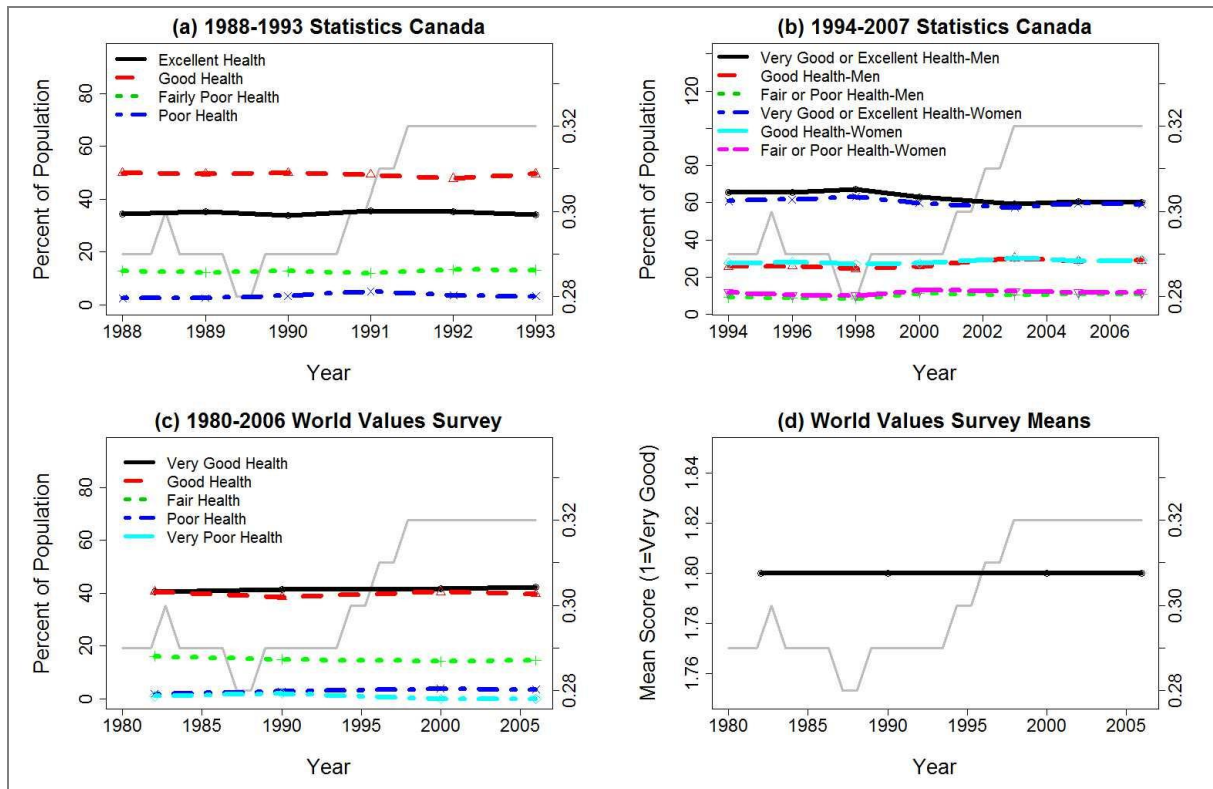 (a) 1988-1993 Statistics Canada
Excellent Health
Good Health
Fairly Poor Health
Poor Health
Percent of Population
0 20 40 60 80
0.28 0.30 0.32
1988 1989 1990 1991 1992 1993
Year
(b) 1994-2007 Statistics Canada
Very Good or Excellent Health-Men
Good Health-Men
Fair or Poor Health-Men
Very Good or Excellent Health-Women
Good Health-Women
Fair or Poor Health-Women
Percent of Population
0 20 40 60 80 120
0.28 0.30 0.32
1994 1996 1998 2000 2002 2004 2006
Year
(c) 1980-2006 World Values Survey
Very Good Health
Good Health
Fair Health
Poor Health
Very Poor Health
Percent of Population
0 20 40 60 80
0.28 0.30 0.32
1980 1985 1990 1995 2000 2005
Year
(d) World Values Survey Means
Mean Score (1=Very Good)
1.76 1.78 1.80 1.82 1.84
0.28 0.30 0.32
1980 1985 1990 1995 2000 2005
Year